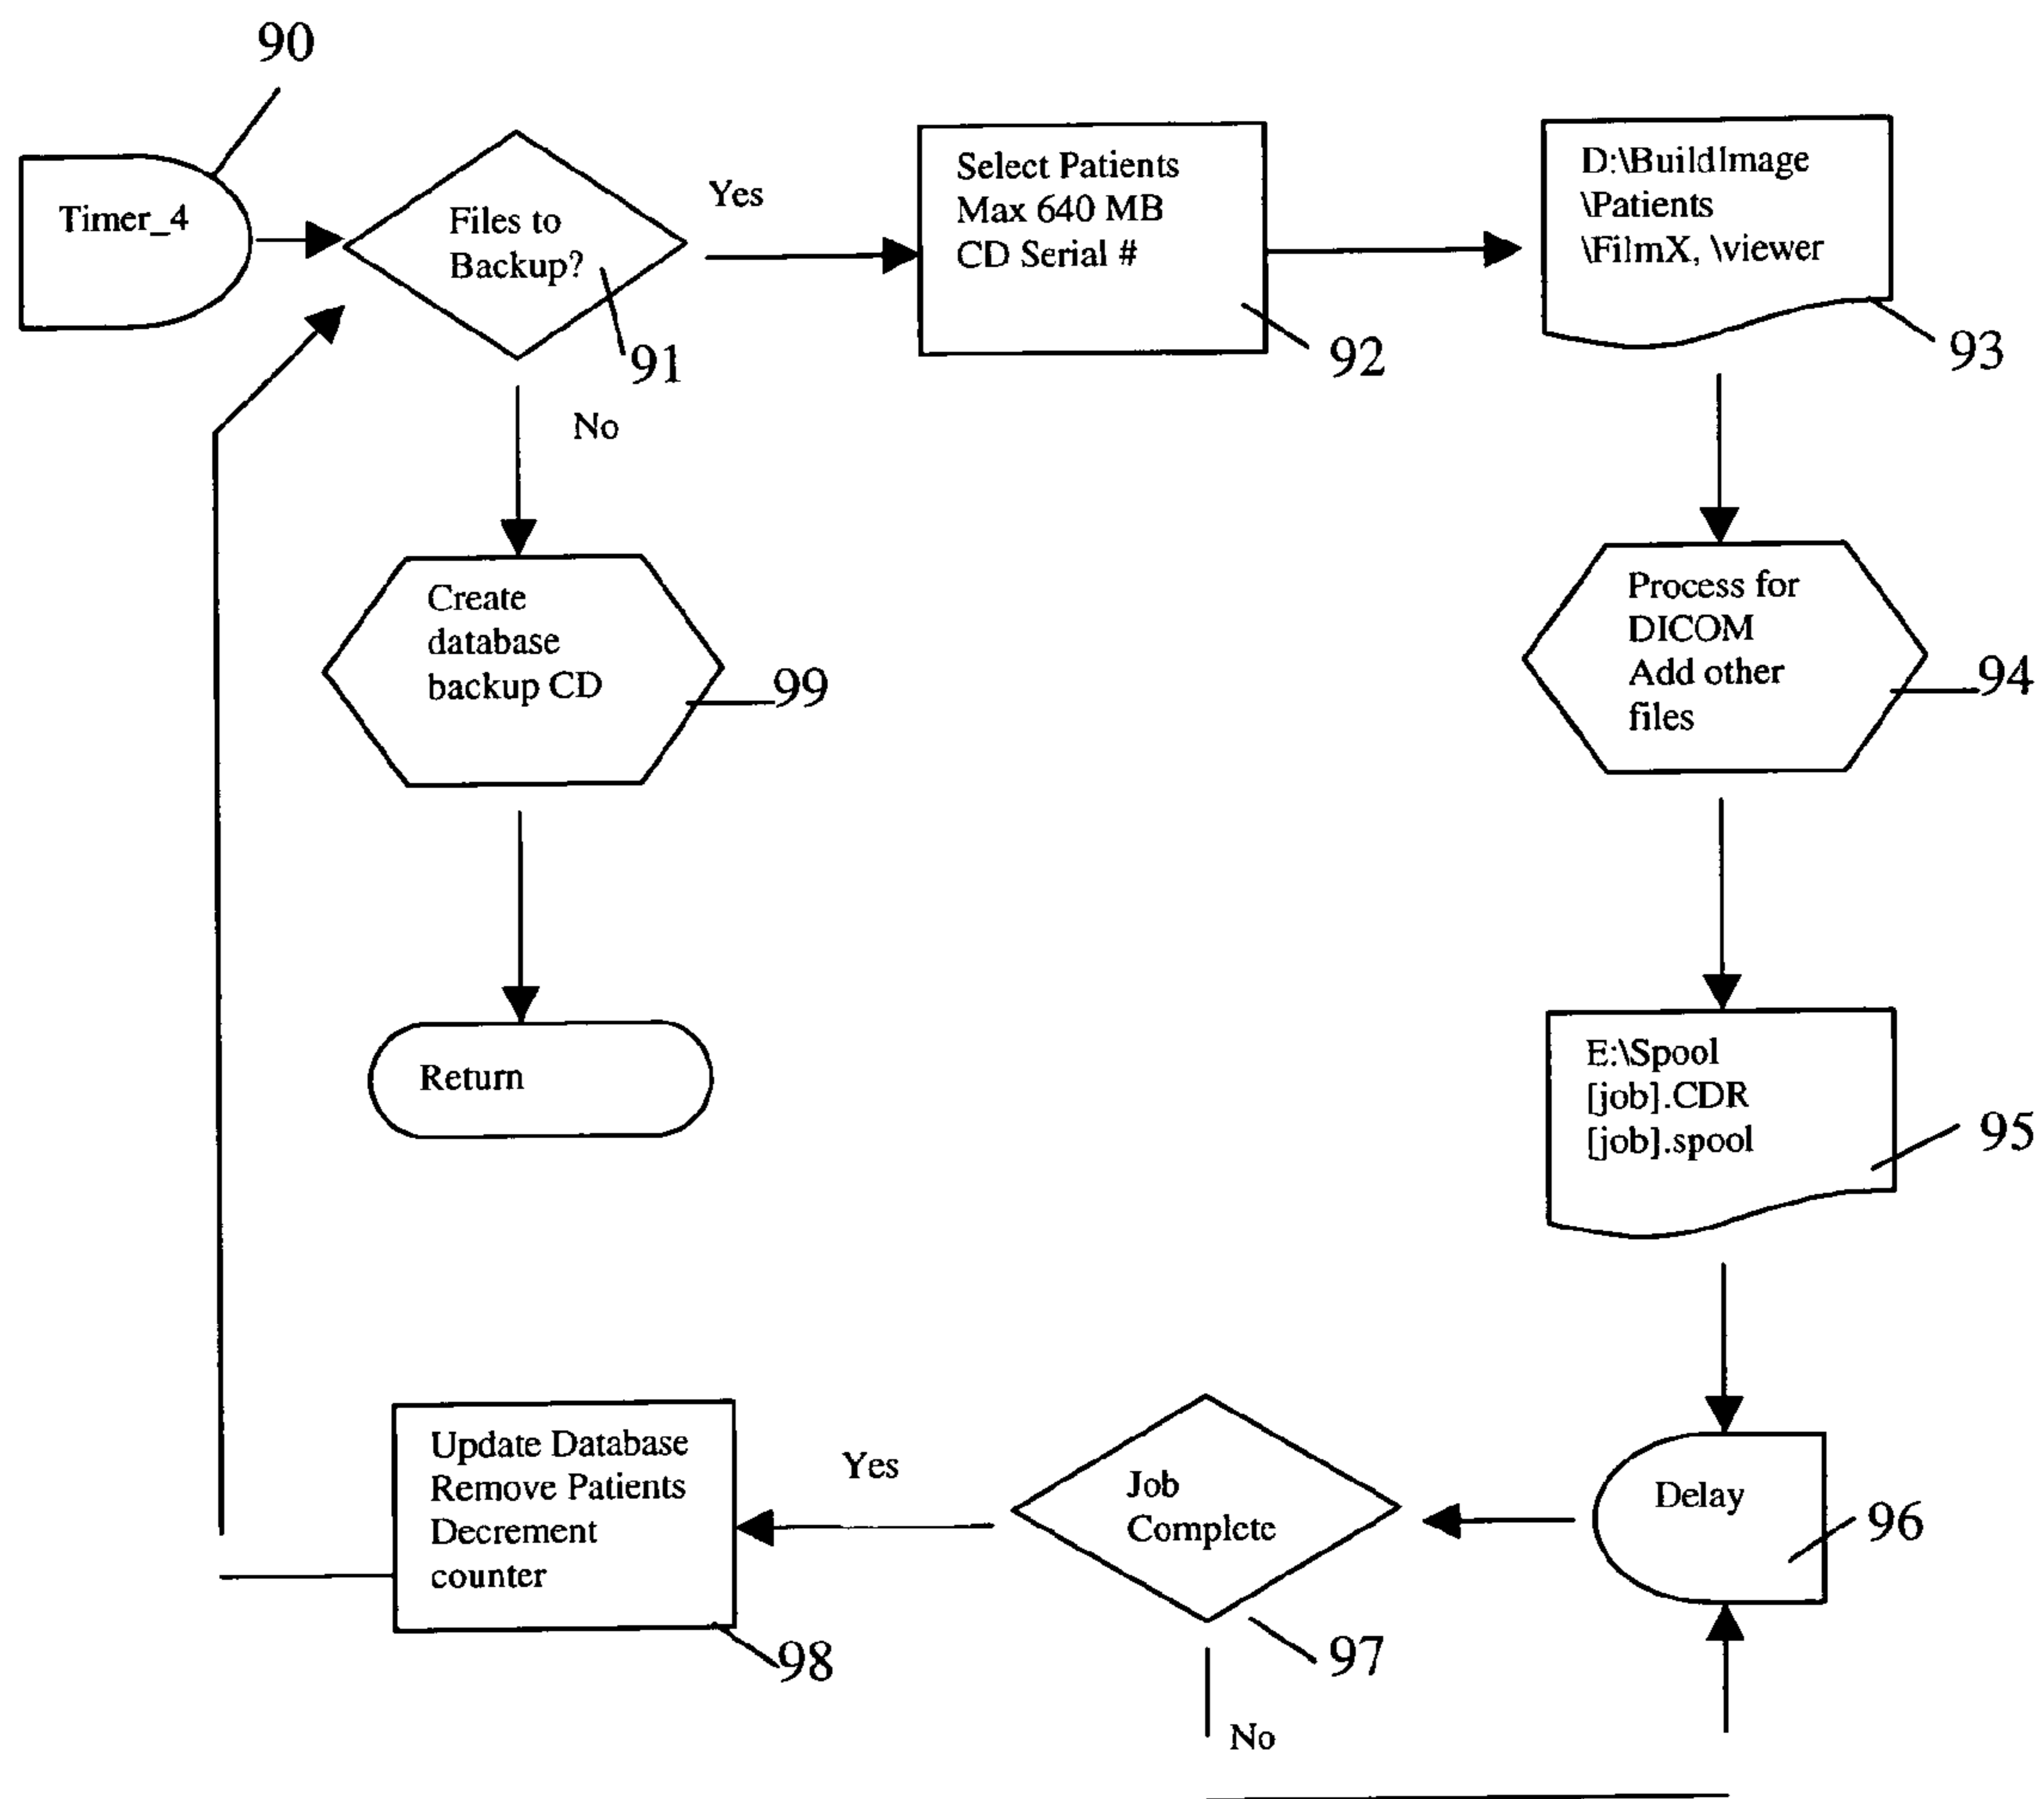 90
Timer_4
Files to
Backup?
91
Yes
Select Patients
Max 640 MB
CD Serial #
92
D:\BuildImage
\Patients
\FilmX, \viewer
93
No
Create
database
backup CD
99
Process for
DICOM
Add other
files
94
Return
E:\Spool
[job].CDR
[job].spool
95
Update Database
Remove Patients
Decrement
counter
98
Yes
Job
Complete
97
Delay
96
No